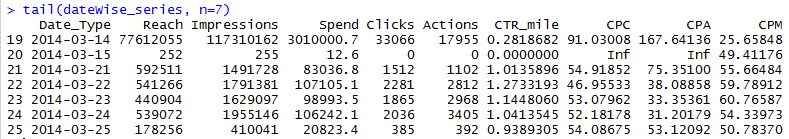 > tail(dateWise_series, n=7)
Date_Type Reach Impressions Spend Clicks Actions CTR_mile CPC CPA CPM
19 2014-03-14 77612055 117310162 3010000.7 33066 17955 0.2818682 91.03008 167.64136 25.65848
20 2014-03-15 252 255 12.6 0 0 0.0000000 Inf Inf 49.41176
21 2014-03-21 592511 1491728 83036.8 1512 1102 1.0135896 54.91852 75.35100 55.66484
22 2014-03-22 541266 1791381 107105.1 2281 2812 1.2733193 46.95533 38.08858 59.78912
23 2014-03-23 440904 1629097 98993.5 1865 2968 1.1448060 53.07962 33.35361 60.76587
24 2014-03-24 539072 1955146 106242.1 2036 3405 1.0413545 52.18178 31.20179 54.33973
25 2014-03-25 178256 410041 20823.4 385 392 0.9389305 54.08675 53.12092 50.78370